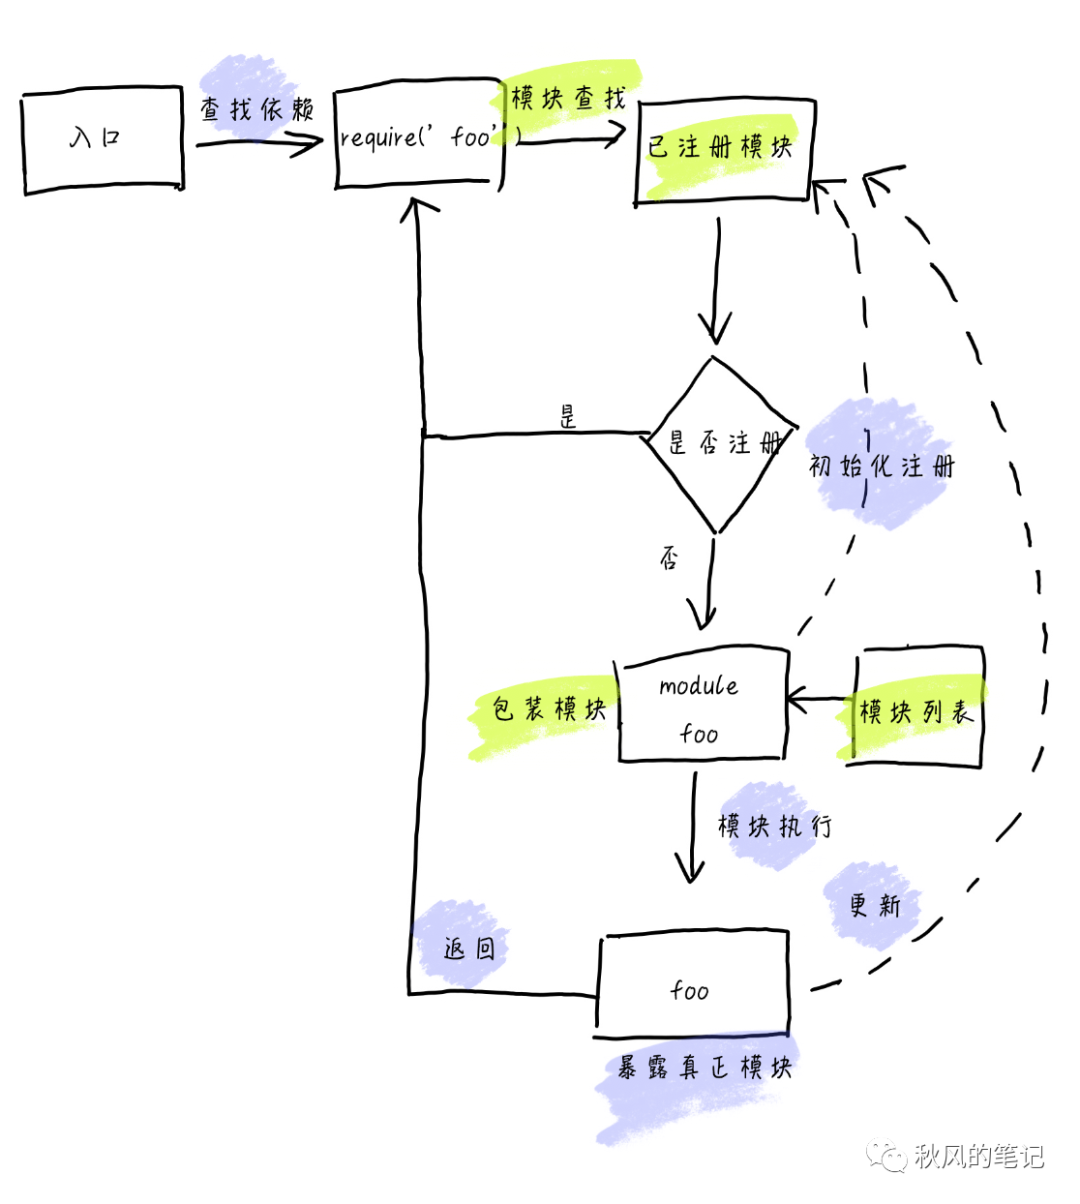 入口
查找依赖
require('foo')
模块查找
已注册模块
是
是否注册
初始化注册
否
包装模块
module
foo
模块列表
模块执行
更新
返回
foo
暴露真正模块
秋风的笔记